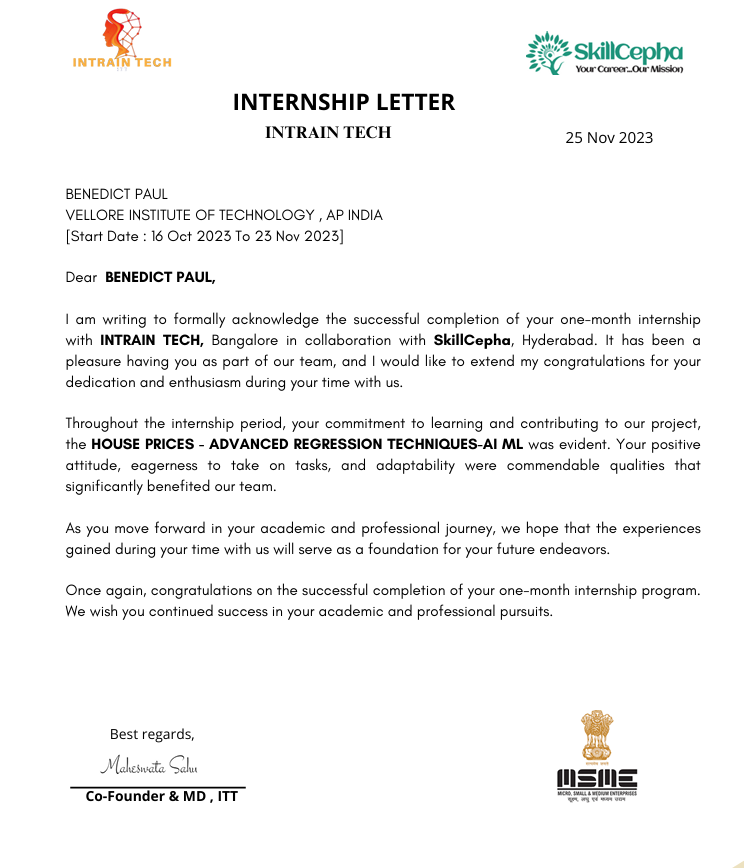 INTRAIN TECH
SkillCepha
Your Career...Our Mission
INTERNSHIP LETTER
INTRAIN TECH
25 Nov 2023
BENEDICT PAUL
VELLORE INSTITUTE OF TECHNOLOGY , AP INDIA
[Start Date : 16 Oct 2023 To 23 Nov 2023]
Dear BENEDICT PAUL,
I am writing to formally acknowledge the successful completion of your one-month internship
with INTRAIN TECH, Bangalore in collaboration with SkillCepha, Hyderabad. It has been a
pleasure having you as part of our team, and I would like to extend my congratulations for your
dedication and enthusiasm during your time with us.
Throughout the internship period, your commitment to learning and contributing to our project,
the HOUSE PRICES - ADVANCED REGRESSION TECHNIQUES-AI ML was evident. Your positive
attitude, eagerness to take on tasks, and adaptability were commendable qualities that
significantly benefited our team.
As you move forward in your academic and professional journey, we hope that the experiences
gained during your time with us will serve as a foundation for your future endeavors.
Once again, congratulations on the successful completion of your one-month internship program.
We wish you continued success in your academic and professional pursuits.
Best regards,
Maheswata Sahu
Co-Founder & MD , ITT
MSME
MICRO, SMALL & MEDIUM ENTERPRISES
सूक्ष्म, लघु एवं मध्यम उद्यम